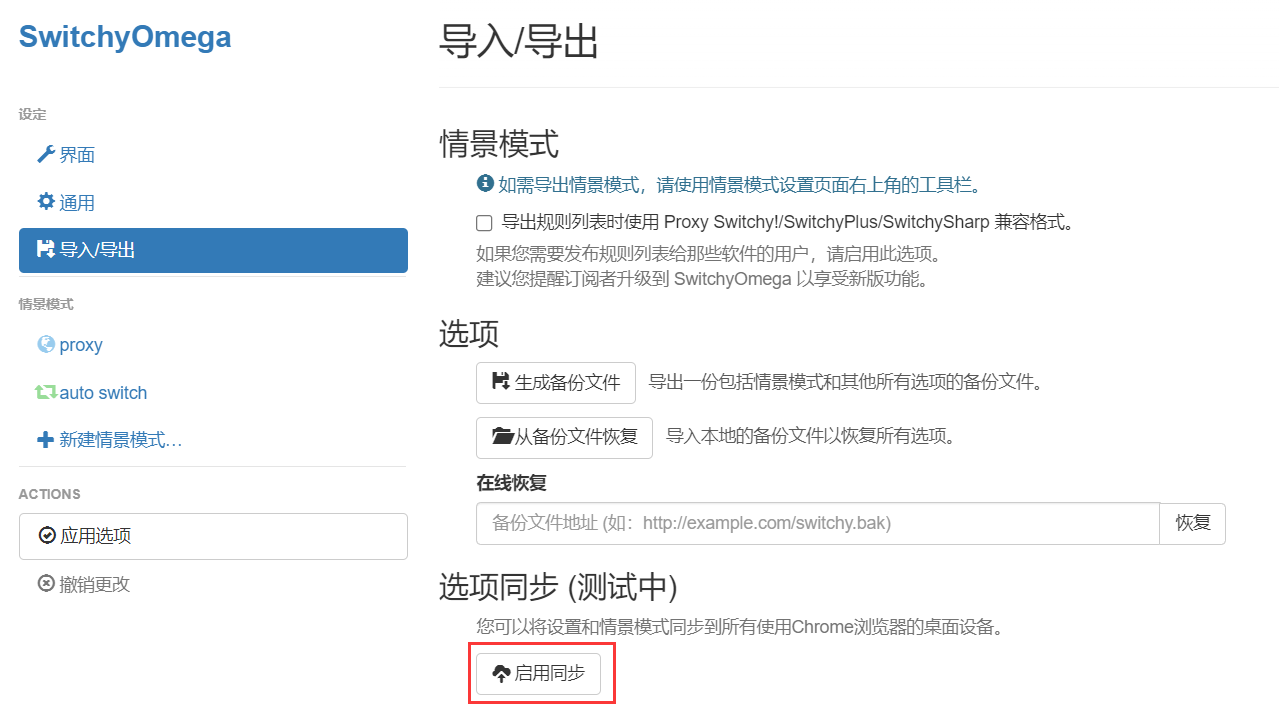 SwitchyOmega
设定
界面
通用
导入/导出
情景模式
proxy
auto switch
新建情景模式…
ACTIONS
应用选项
撤销更改
导入/导出
情景模式
如需导出情景模式，请使用情景模式设置页面右上角的工具栏。
导出规则列表时使用 Proxy Switchy!/SwitchyPlus/SwitchySharp 兼容格式。
如果您需要发布规则列表给那些软件的用户，请启用此选项。
建议您提醒订阅者升级到 SwitchyOmega 以享受新版功能。
选项
生成备份文件 导出一份包括情景模式和其他所有选项的备份文件。
从备份文件恢复 导入本地的备份文件以恢复所有选项。
在线恢复
备份文件地址 (如：http://example.com/switchy.bak) 恢复
选项同步 (测试中)
您可以将设置和情景模式同步到所有使用Chrome浏览器的桌面设备。
启用同步